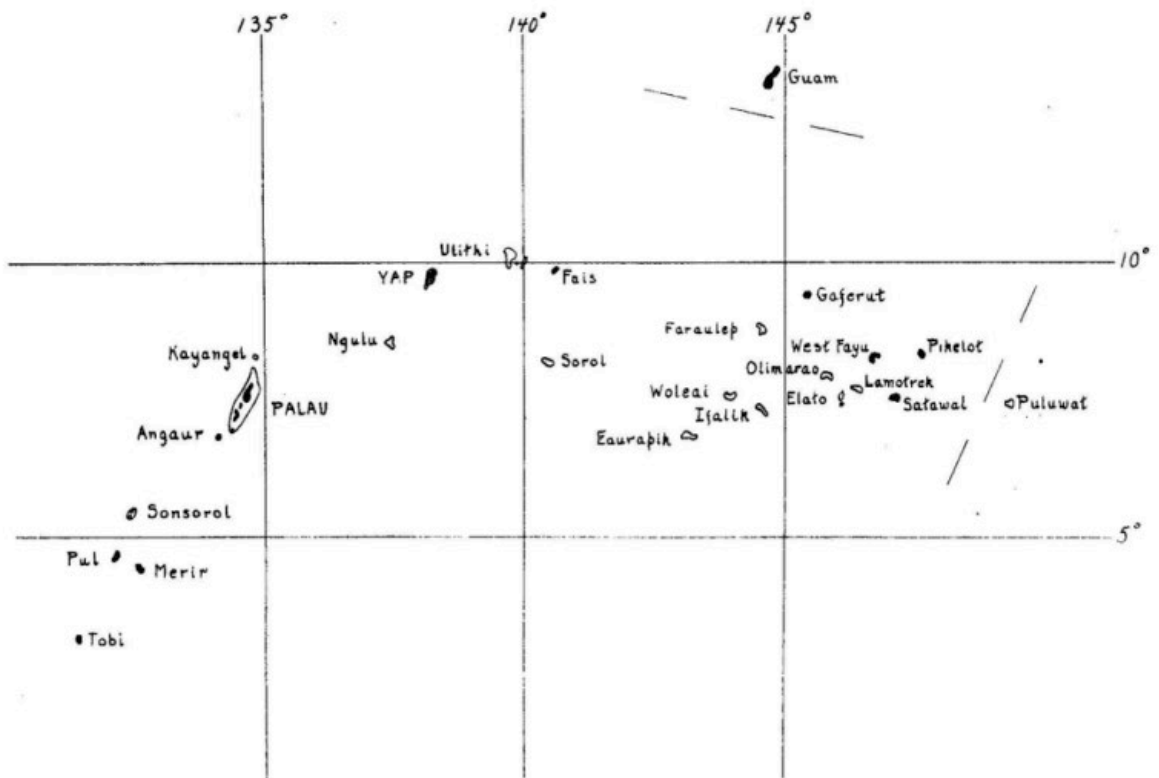 135° 140° 145°
Guam
Ulithi 10°
YAP Fais
Gaferut
Faraulep
Ngulu
West Fayu Pikelot
Kayangel
Sorol
Olimarao
Lamotrek
Woleai Elato Satawal Puluwat
PALAU
Ifalik
Angaur Eaurapik
Sonsorol
5°
Pul
Merir
Tobi